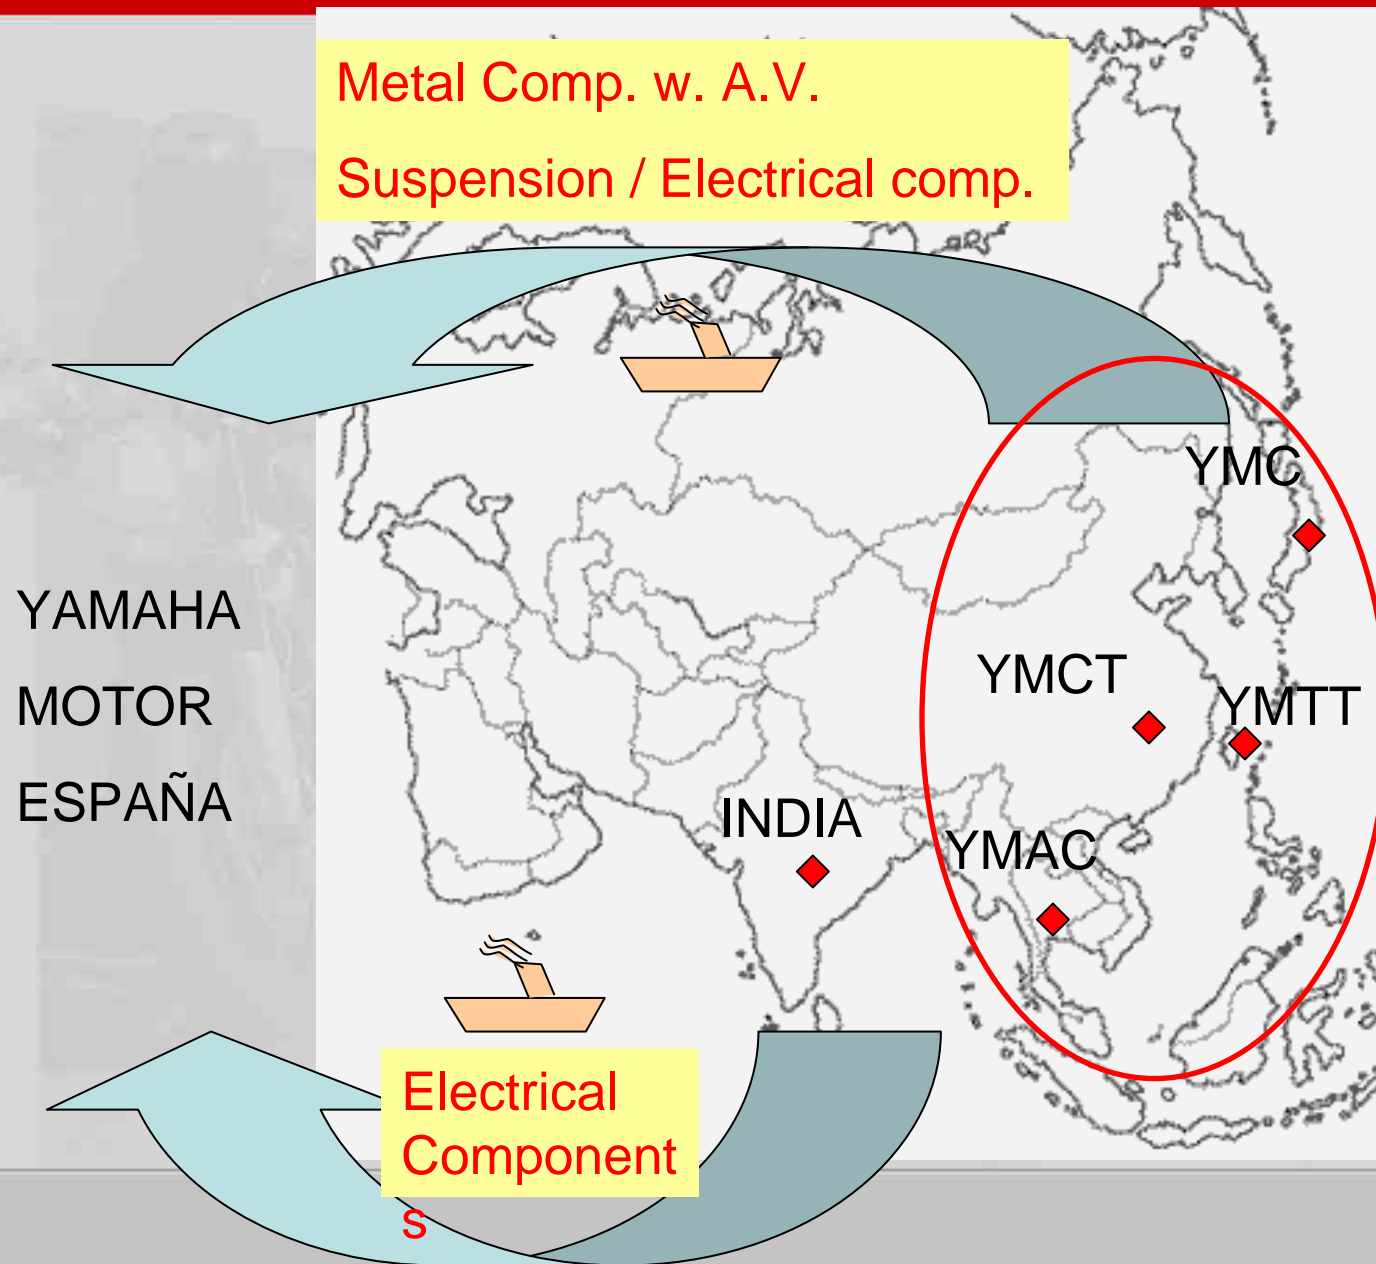 Metal Comp. w. A.V.
Suspension / Electrical comp.
YMC
YAMAHA
MOTOR
ESPAÑA
YMCT
YMTT
INDIA
YMAC
Electrical
Component
s